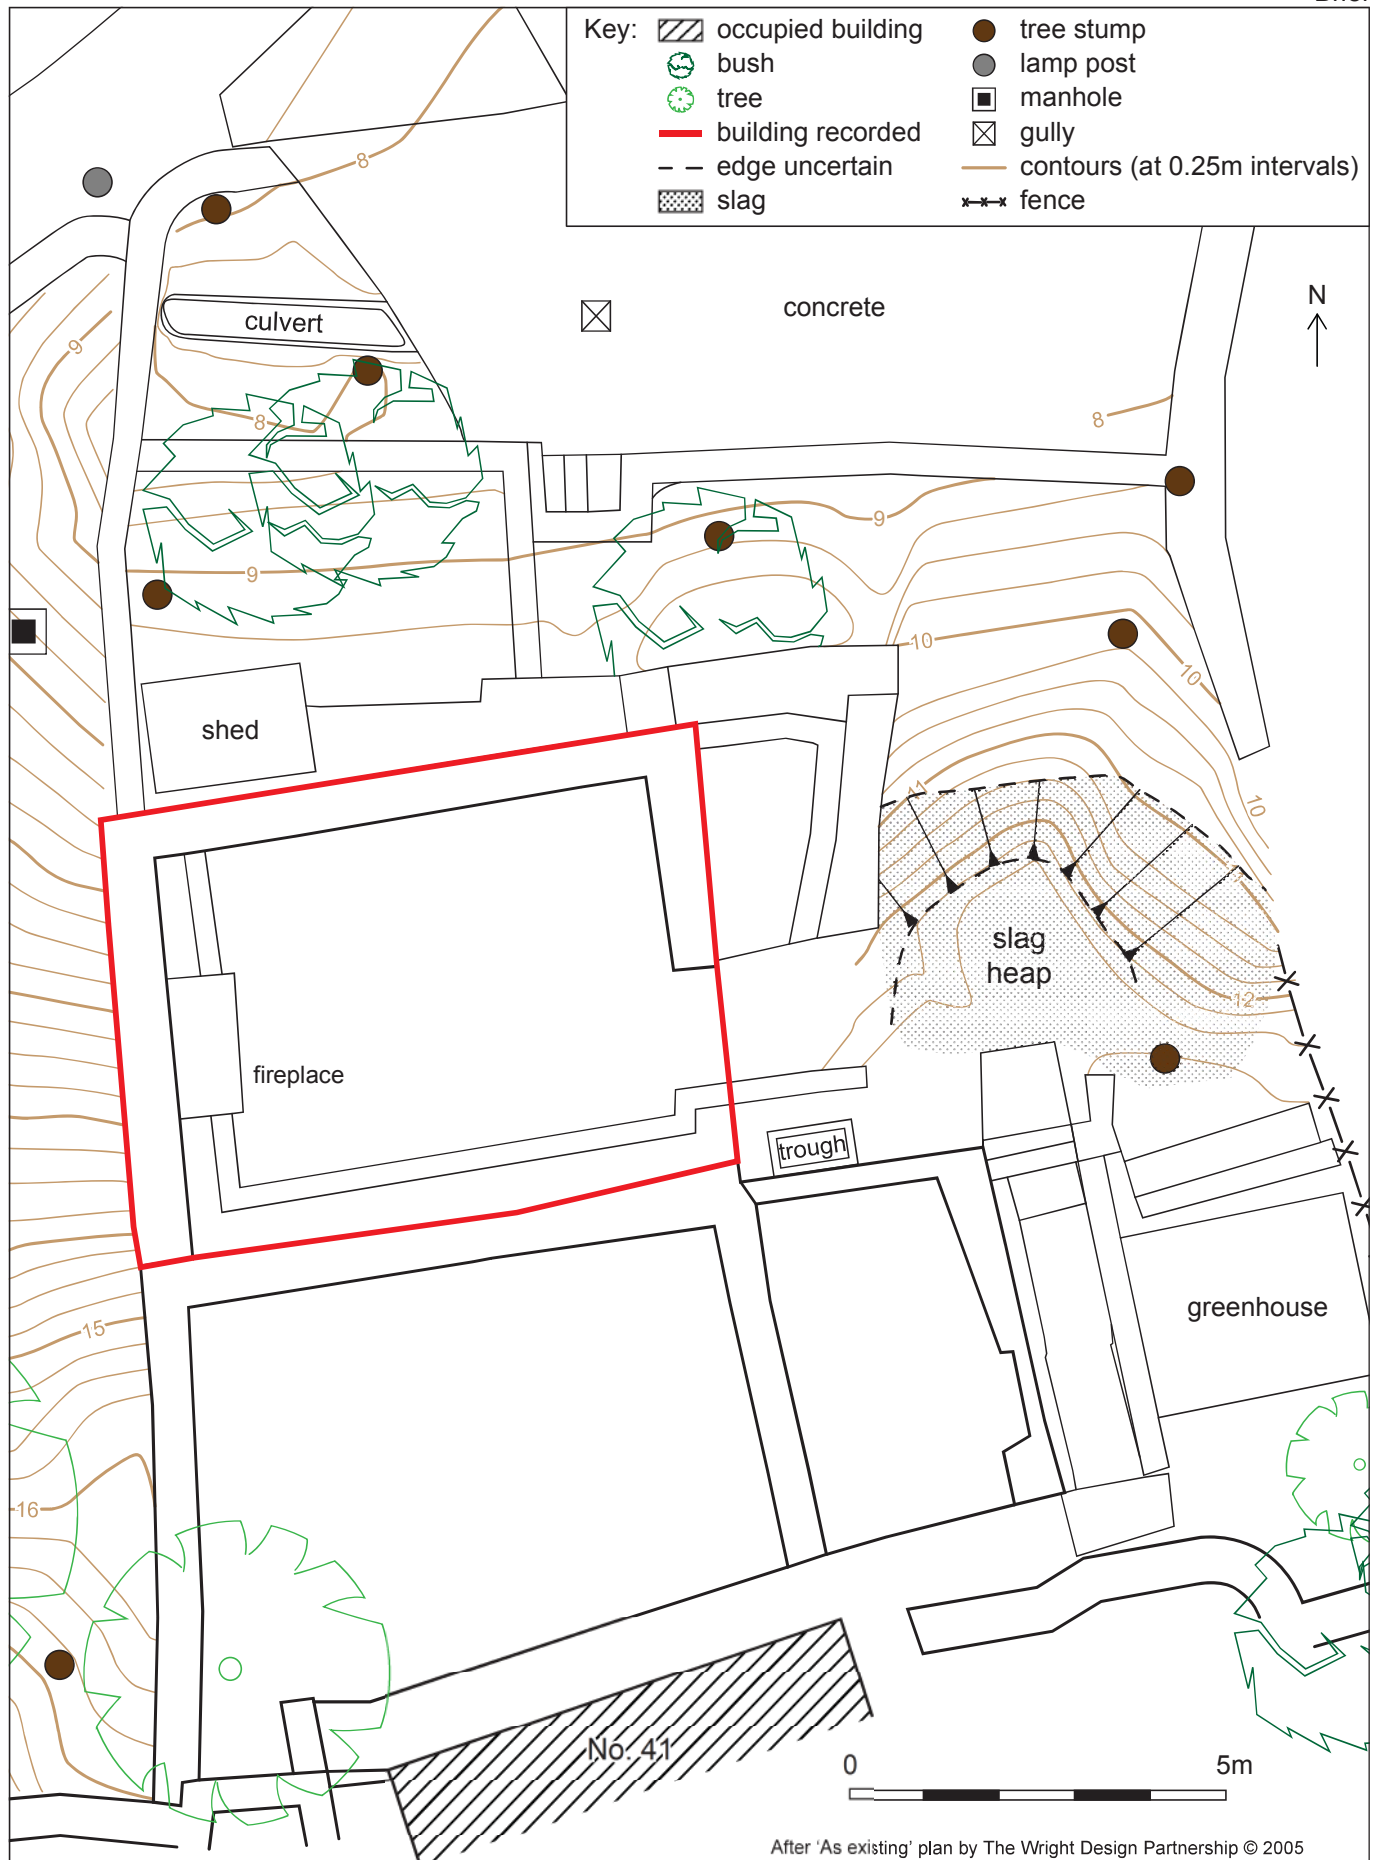 Key:
occupied building
bush
tree
building recorded
edge uncertain
slag
tree stump
lamp post
manhole
gully
contours (at 0.25m intervals)
fence
8
N
concrete
culvert
9
8
8
9
9
10
10
shed
11
10
slag
heap
12
fireplace
trough
greenhouse
15
16
No. 41
0 5m
After 'As existing' plan by The Wright Design Partnership © 2005